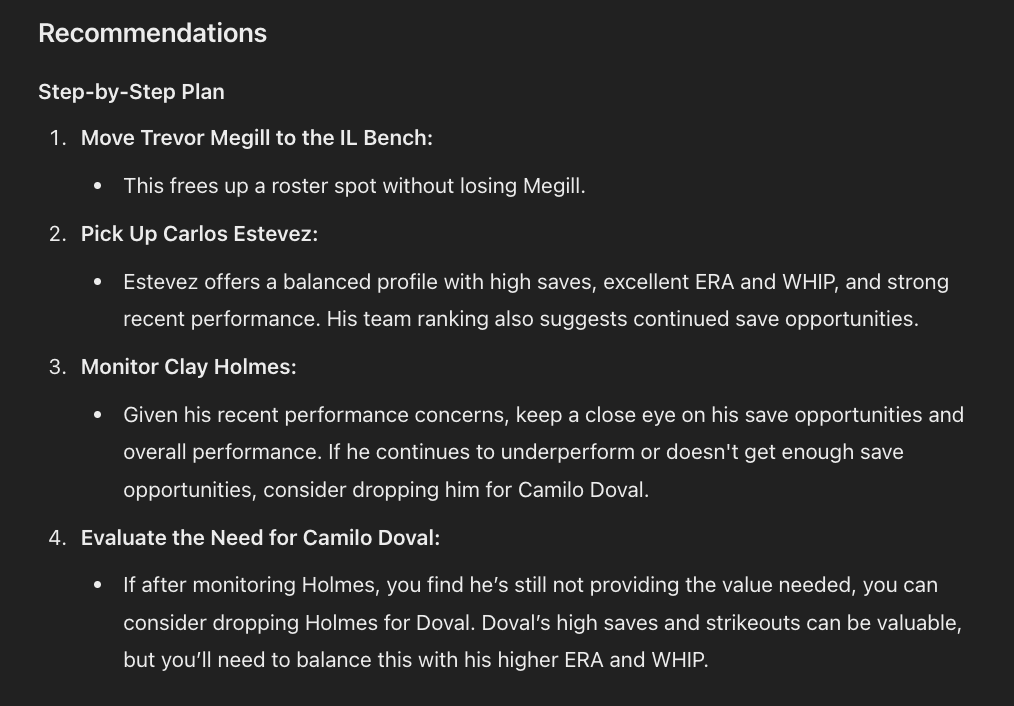 Recommendations
Step-by-Step Plan
1. Move Trevor Megill to the IL Bench:
• This frees up a roster spot without losing Megill.
2. Pick Up Carlos Estevez:
• Estevez offers a balanced profile with high saves, excellent ERA and WHIP, and strong
recent performance. His team ranking also suggests continued save opportunities.
3. Monitor Clay Holmes:
• Given his recent performance concerns, keep a close eye on his save opportunities and
overall performance. If he continues to underperform or doesn't get enough save
opportunities, consider dropping him for Camilo Doval.
4. Evaluate the Need for Camilo Doval:
• If after monitoring Holmes, you find he’s still not providing the value needed, you can
consider dropping Holmes for Doval. Doval’s high saves and strikeouts can be valuable,
but you’ll need to balance this with his higher ERA and WHIP.